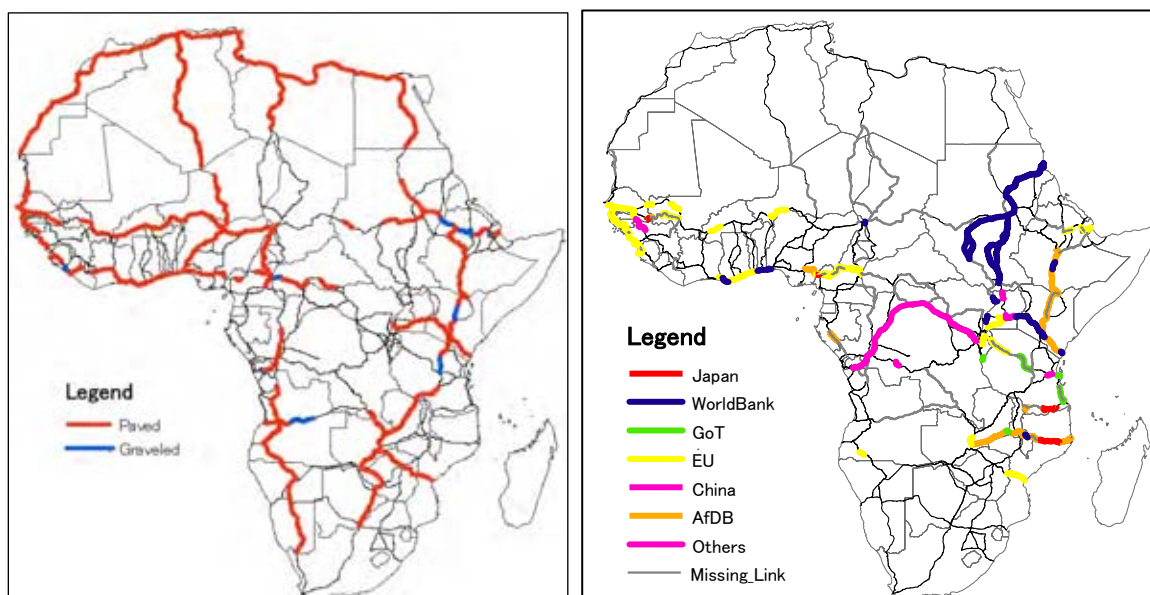 Legend
Paved
Graveled
Legend
Japan
WorldBank
GoT
EU
China
AfDB
Others
Missing_Link